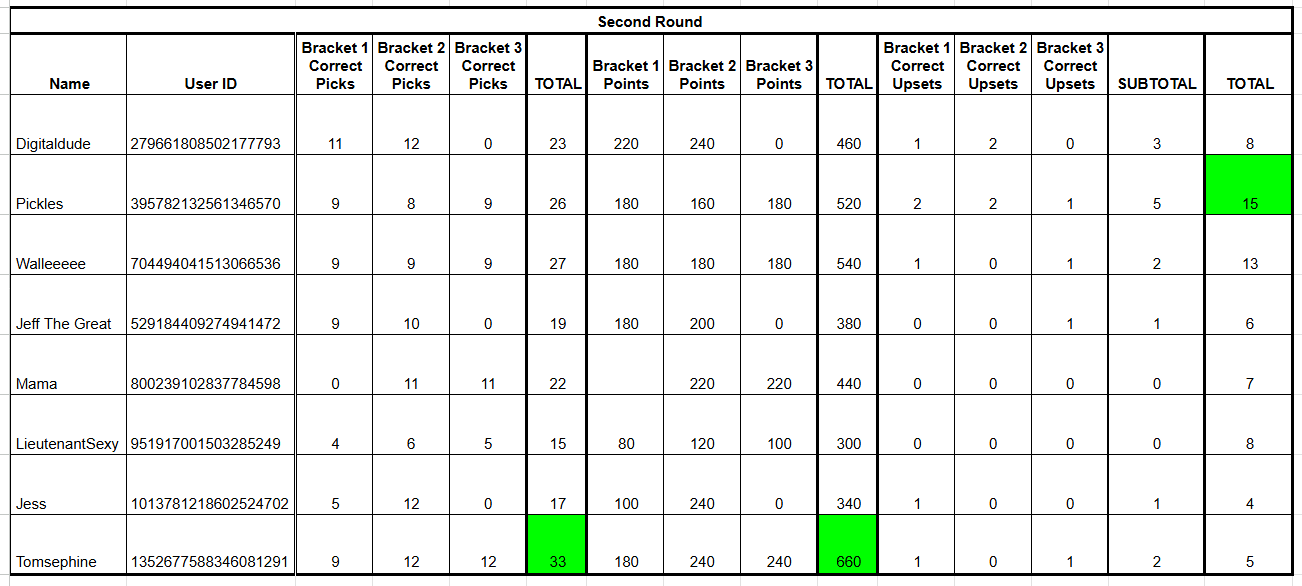 Second Round
Name User ID Bracket 1 Correct Picks Bracket 2 Correct Picks Bracket 3 Correct Picks TOTAL Bracket 1 Points Bracket 2 Points Bracket 3 Points TOTAL Bracket 1 Correct Upsets Bracket 2 Correct Upsets Bracket 3 Correct Upsets SUBTOTAL TOTAL
Digitaldude 279661808502177793 11 12 0 23 220 240 0 460 1 2 0 3 8
Pickles 395782132561346570 9 8 9 26 180 160 180 520 2 2 1 5 15
Walleeeee 704494041513066536 9 9 9 27 180 180 180 540 1 0 1 2 13
Jeff The Great 529184409274941472 9 10 0 19 180 200 0 380 0 0 1 1 6
Mama 800239102837784598 0 11 11 22 220 220 440 0 0 0 0 7
LieutenantSexy 951917001503285249 4 6 5 15 80 120 100 300 0 0 0 0 8
Jess 1013781218602524702 5 12 0 17 100 240 0 340 1 0 0 1 4
Tomsephine 1352677588346081291 9 12 12 33 180 240 240 660 1 0 1 2 5